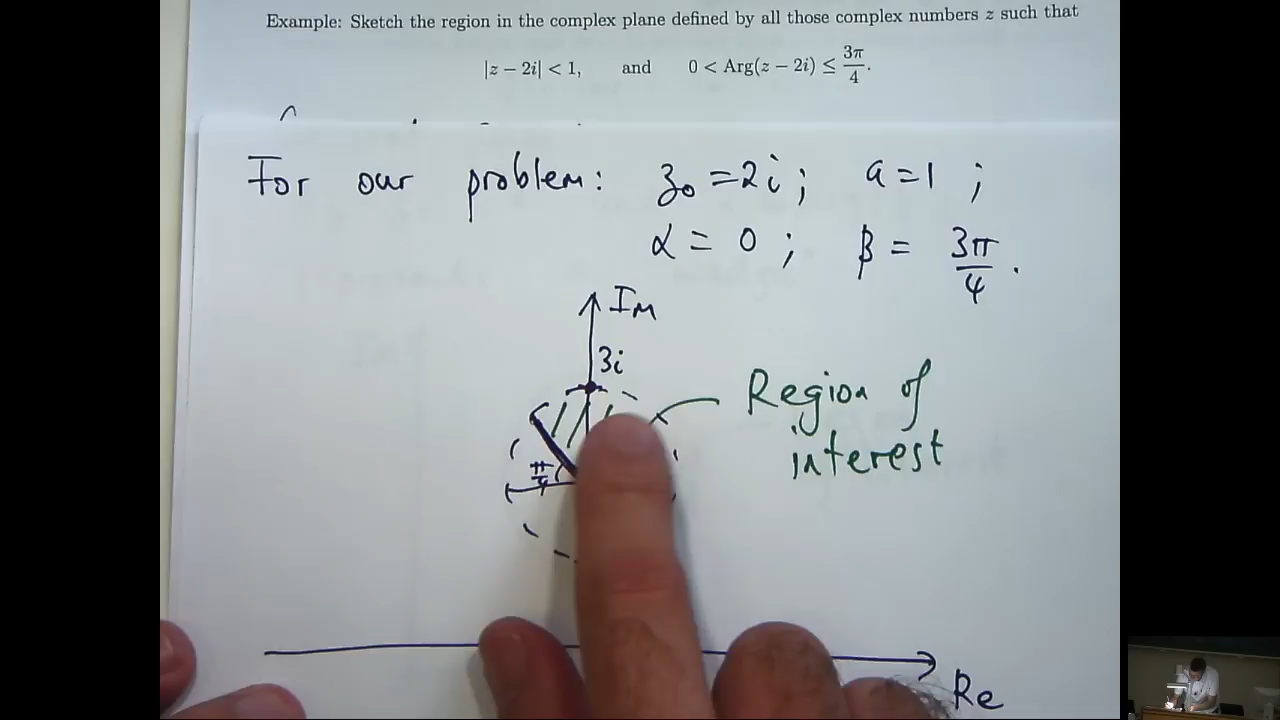 Example: Sketch the region in the complex plane defined by all those complex numbers z such that
|z − 2i| < 1, and 0 < Arg(z − 2i) ≤ 3π/4.
For our problem: z₀ = 2i; a = 1;
α = 0; β = 3π/4.
Im
3i
Region of
interest
π/4
Re